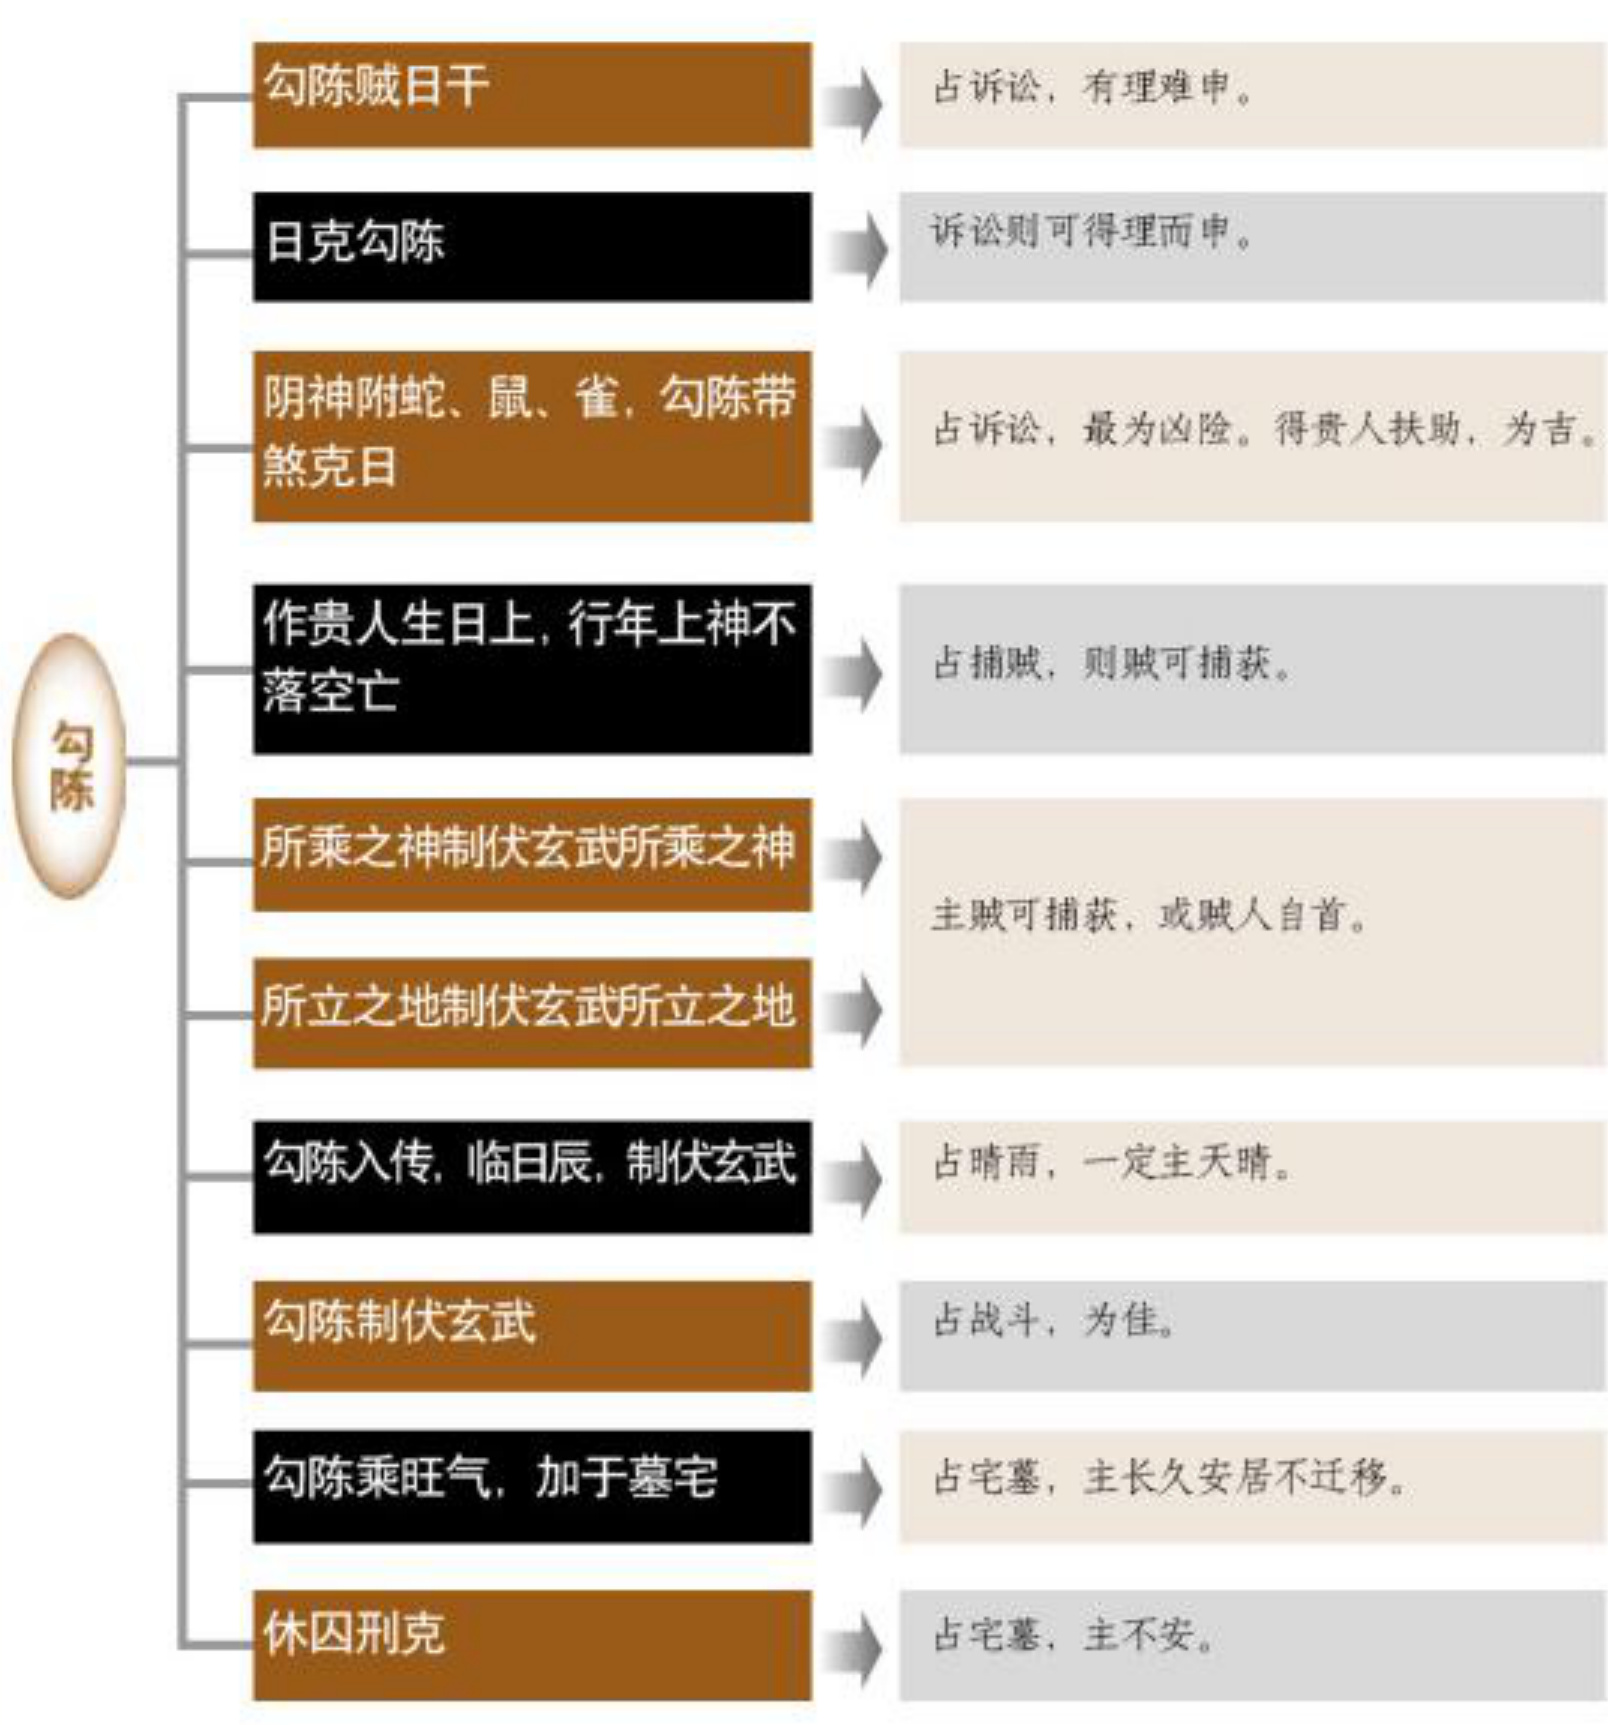 勾陈
勾陈贼日干
占诉讼，有理难申。
日克勾陈
诉讼则可得理而申。
阴神附蛇、鼠、雀，勾陈带
煞克日
占诉讼，最为凶险。得贵人扶助，为吉。
作贵人生日上，行年上神不
落空亡
占捕贼，则贼可捕获。
所乘之神制伏玄武所乘之神
所立之地制伏玄武所立之地
主贼可捕获，或贼人自首。
勾陈入传，临日辰，制伏玄武
占晴雨，一定主天晴。
勾陈制伏玄武
占战斗，为佳。
勾陈乘旺气，加于墓宅
占宅墓，主长久安居不迁移。
休囚刑克
占宅墓，主不安。